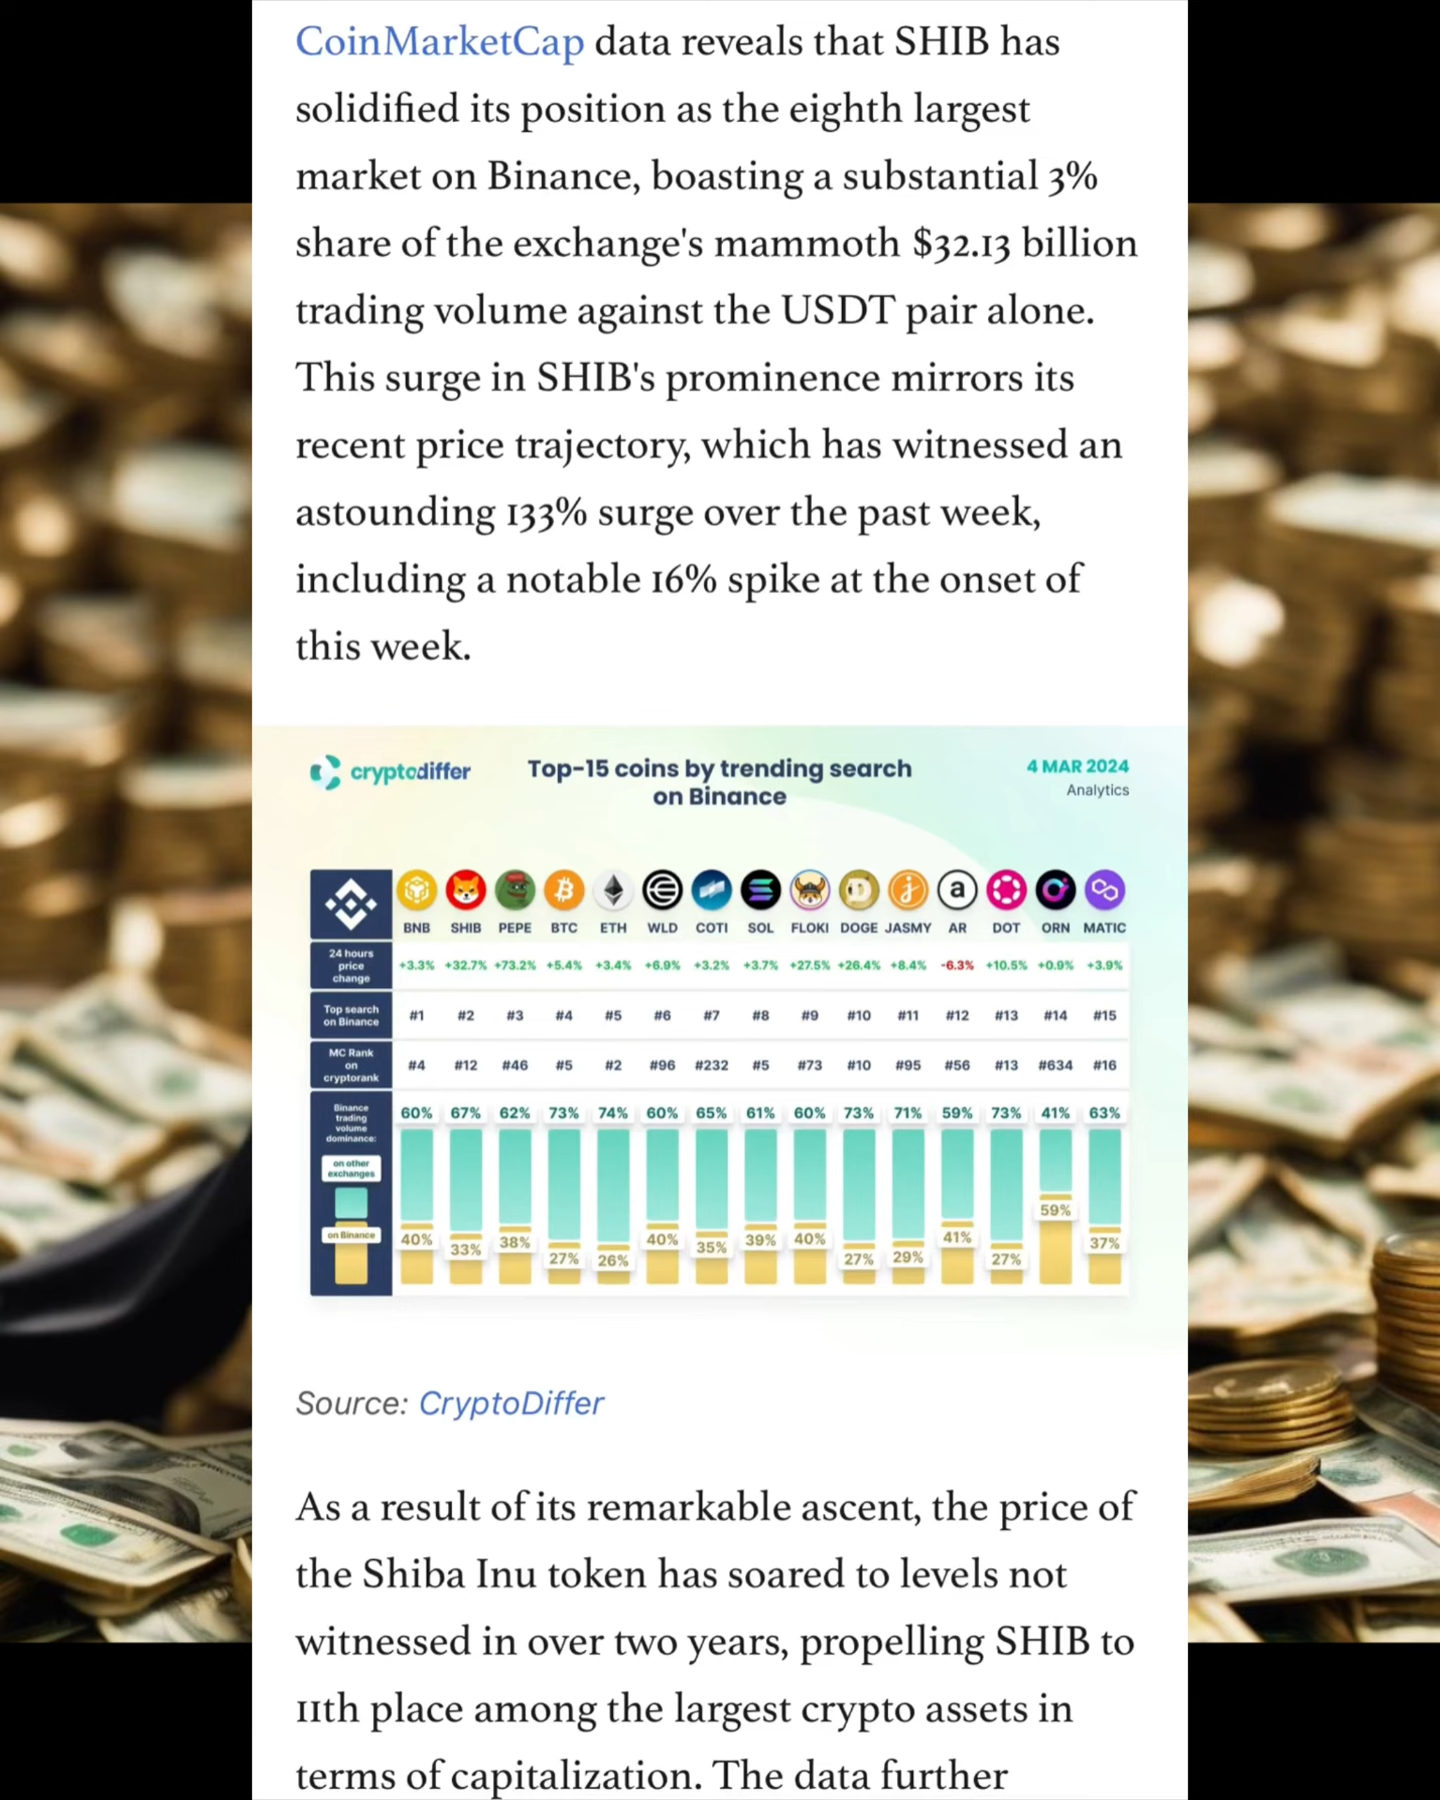 CoinMarketCap data reveals that SHIB has
solidified its position as the eighth largest
market on Binance, boasting a substantial 3%
share of the exchange's mammoth $32.13 billion
trading volume against the USDT pair alone.
This surge in SHIB's prominence mirrors its
recent price trajectory, which has witnessed an
astounding 133% surge over the past week,
including a notable 16% spike at the onset of
this week.
cryptodiffer
Top-15 coins by trending search
on Binance
4 MAR 2024
Analytics
BNB SHIB PEPE BTC ETH WLD COTI SOL FLOKI DOGE JASMY AR DOT ORN MATIC
24 hours
price
change
+3.3% +32.7% +73.2% +5.4% +3.4% +6.9% +3.2% +3.7% +27.5% +26.4% +8.4% -6.3% +10.5% +0.9% +3.9%
Top search
on Binance
#1 #2 #3 #4 #5 #6 #7 #8 #9 #10 #11 #12 #13 #14 #15
MC Rank
on
cryptorank
#4 #12 #46 #5 #2 #96 #232 #5 #73 #10 #95 #56 #13 #634 #16
Binance
trading
volume
dominance:
60% 67% 62% 73% 74% 60% 65% 61% 60% 73% 71% 59% 73% 41% 63%
on other
exchanges
on Binance
40% 33% 38% 27% 26% 40% 35% 39% 40% 27% 29% 41% 27% 59% 37%
Source: CryptoDiffer
As a result of its remarkable ascent, the price of
the Shiba Inu token has soared to levels not
witnessed in over two years, propelling SHIB to
11th place among the largest crypto assets in
terms of capitalization. The data further